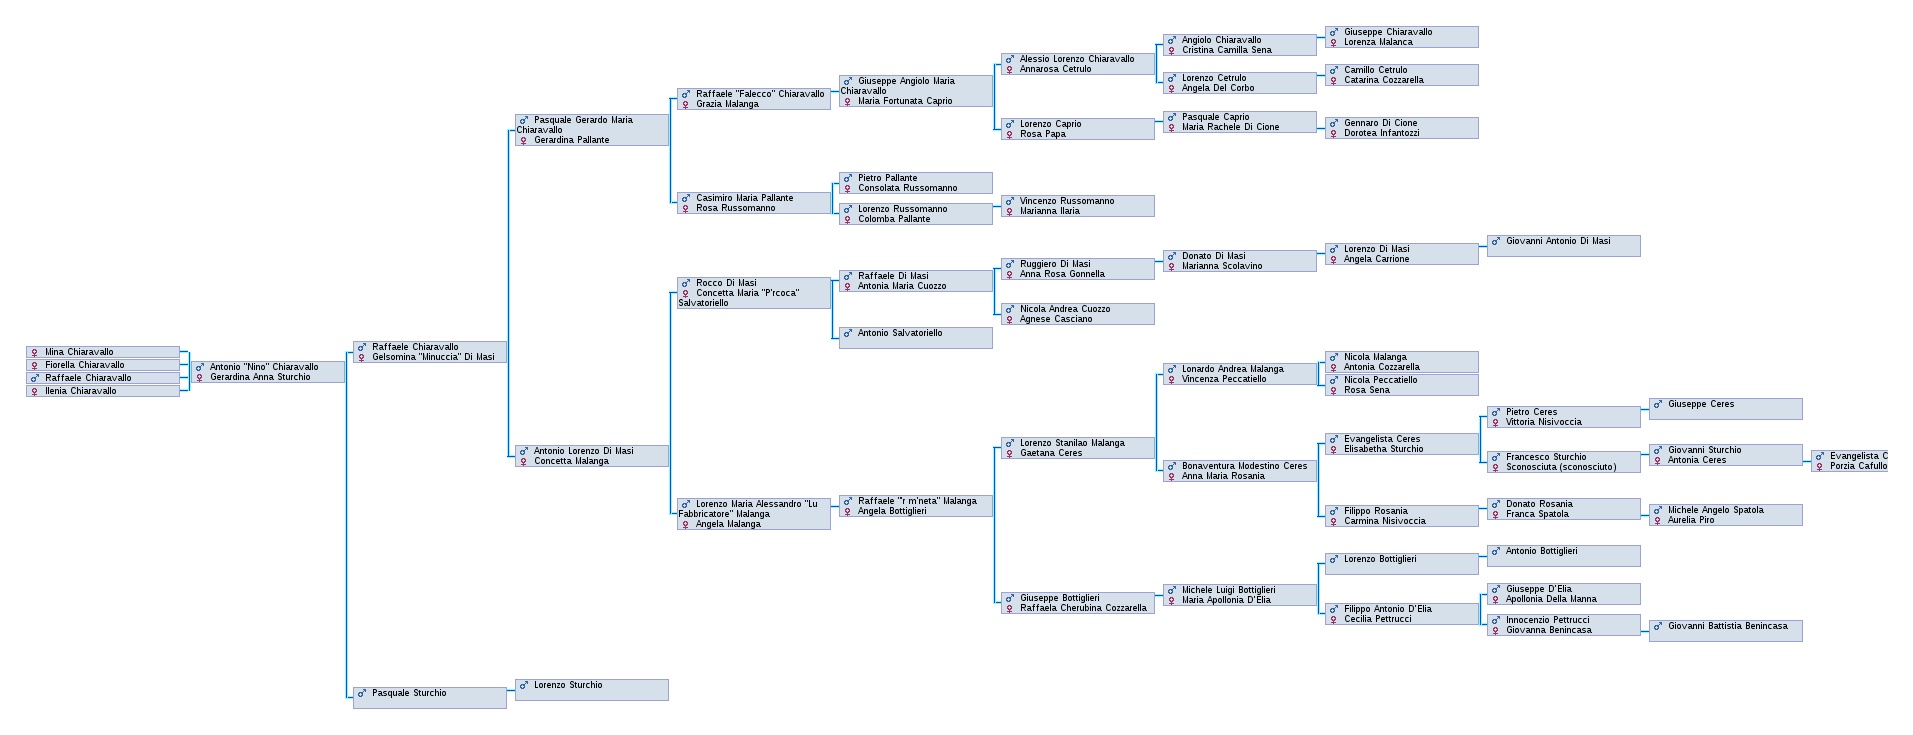 Mina Chiaravallo
Fiorella Chiaravallo
Raffaele Chiaravallo
Ilenia Chiaravallo
Antonio "Nino" Chiaravallo
Gerardina Anna Sturchio
Raffaele Chiaravallo
Gelsomina "Minuccia" Di Masi
Pasquale Sturchio
Pasquale Gerardo Maria
Chiaravallo
Gerardina Pallante
Antonio Lorenzo Di Masi
Concetta Malanga
Lorenzo Sturchio
Raffaele "Falecco" Chiaravallo
Grazia Malanga
Casimiro Maria Pallante
Rosa Russomanno
Rocco Di Masi
Concetta Maria "P'rcoca"
Salvatoriello
Lorenzo Maria Alessandro "Lu
Fabbricatore" Malanga
Angela Malanga
Giuseppe Angiolo Maria
Chiaravallo
Maria Fortunata Caprio
Pietro Pallante
Consolata Russomanno
Lorenzo Russomanno
Colomba Pallante
Raffaele Di Masi
Antonia Maria Cuozzo
Antonio Salvatoriello
Raffaele "'r m'neta" Malanga
Angela Bottiglieri
Alessio Lorenzo Chiaravallo
Annarosa Cetrulo
Lorenzo Caprio
Rosa Papa
Vincenzo Russomanno
Marianna Ilaria
Ruggiero Di Masi
Anna Rosa Gonnella
Nicola Andrea Cuozzo
Agnese Casciano
Lorenzo Stanilao Malanga
Gaetana Ceres
Giuseppe Bottiglieri
Raffaela Cherubina Cozzarella
Angiolo Chiaravallo
Cristina Camilla Sena
Lorenzo Cetrulo
Angela Del Corbo
Pasquale Caprio
Maria Rachele Di Cione
Donato Di Masi
Marianna Scolavino
Lonardo Andrea Malanga
Vincenza Peccatiello
Bonaventura Modestino Ceres
Anna Maria Rosania
Michele Luigi Bottiglieri
Maria Apollonia D'Elia
Giuseppe Chiaravallo
Lorenza Malanca
Camillo Cetrulo
Catarina Cozzarella
Gennaro Di Cione
Dorotea Infantozzi
Lorenzo Di Masi
Angela Carrione
Nicola Malanga
Antonia Cozzarella
Nicola Peccatiello
Rosa Sena
Evangelista Ceres
Elisabetha Sturchio
Filippo Rosania
Carmina Nisivoccia
Lorenzo Bottiglieri
Filippo Antonio D'Elia
Cecilia Pettrucci
Giovanni Antonio Di Masi
Pietro Ceres
Vittoria Nisivoccia
Francesco Sturchio
Sconosciuta (sconosciuto)
Donato Rosania
Franca Spatola
Antonio Bottiglieri
Giuseppe D'Elia
Apollonia Della Manna
Innocenzio Pettrucci
Giovanna Benincasa
Giuseppe Ceres
Giovanni Sturchio
Antonia Ceres
Michele Angelo Spatola
Aurelia Piro
Giovanni Battistia Benincasa
Evangelista C
Porzia Cafullo